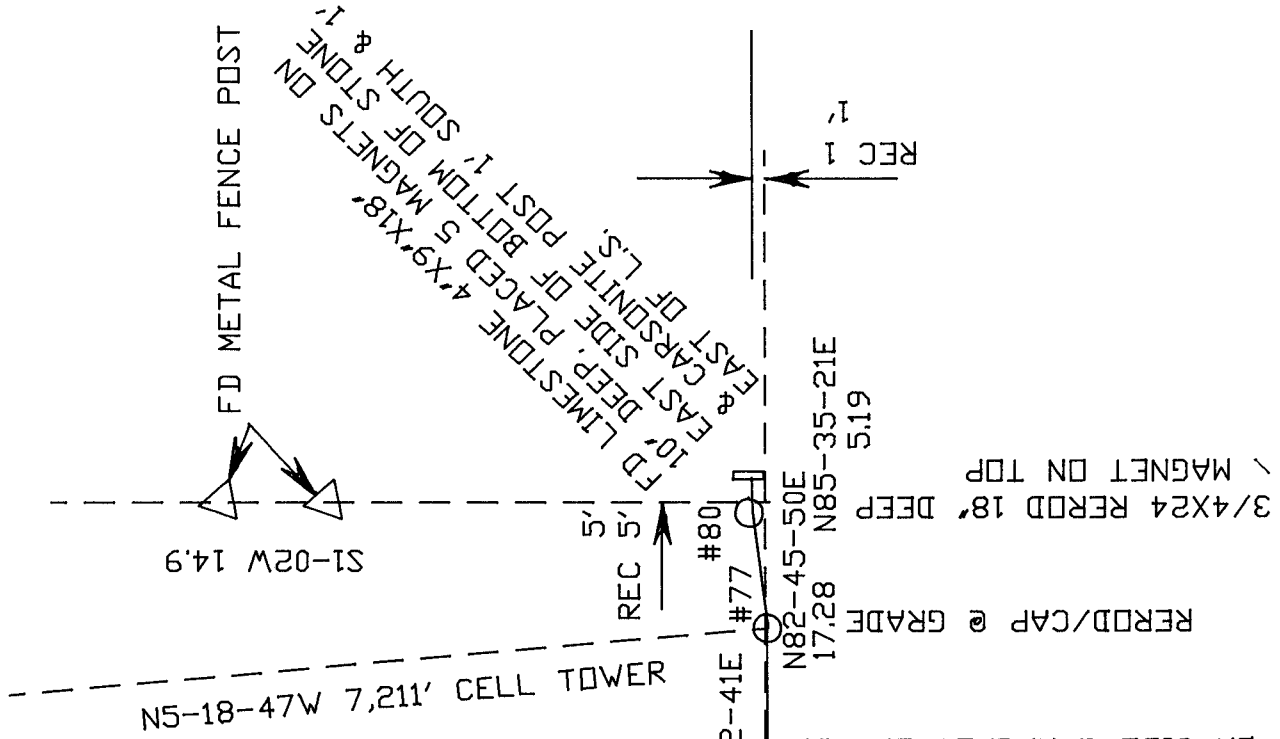 FD METAL FENCE POST
FD LIMESTONE 4"X9"X18"
10" DEEP, PLACED 5 MAGNETS ON
EAST SIDE OF BOTTOM OF STONE
& CARSONITE POST 1' SOUTH & 1'
EAST OF L.S.
REC 1
1'
S1-02W 14.9
5'
REC 5'
#80
#77
N82-45-50E
17.28
N85-35-21E
5.19
3/4X24 REROD 18" DEEP
MAGNET ON TOP
REROD/CAP @ GRADE
N5-18-47W 7,211' CELL TOWER
-41E